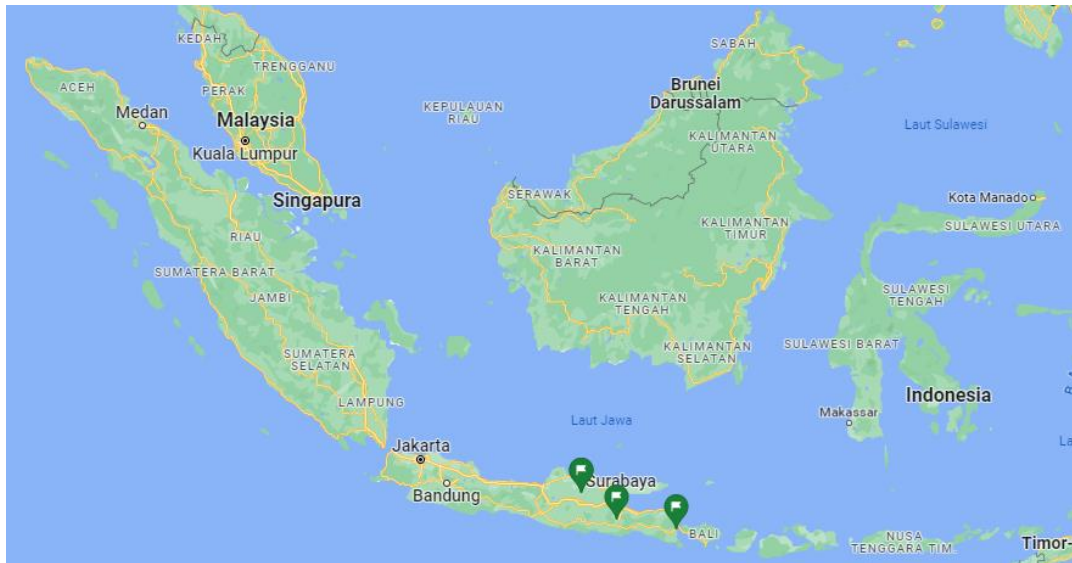 KEDAH
SABAH
TRENGGANU
ACEH
PERAK
Brunei
Darussalam
Medan
KEPULAUAN
RIAU
Malaysia
Laut Sulawesi
KALIMANTAN
UTARA
Kuala Lumpur
Singapura
SERAWAK
Kota Manado
SULAWESI UTARA
KALIMANTAN
TIMUR
RIAU
KALIMANTAN
BARAT
SUMATERA BARAT
JAMBI
SULAWESI
TENGAH
KALIMANTAN
TENGAH
SUMATERA
SELATAN
KALIMANTAN
SELATAN
SULAWESI BARAT
Indonesia
LAMPUNG
Makassar
Laut Jawa
Jakarta
La
Surabaya
Bandung
BALI
NUSA
TENGGARA TIM.
Timor-